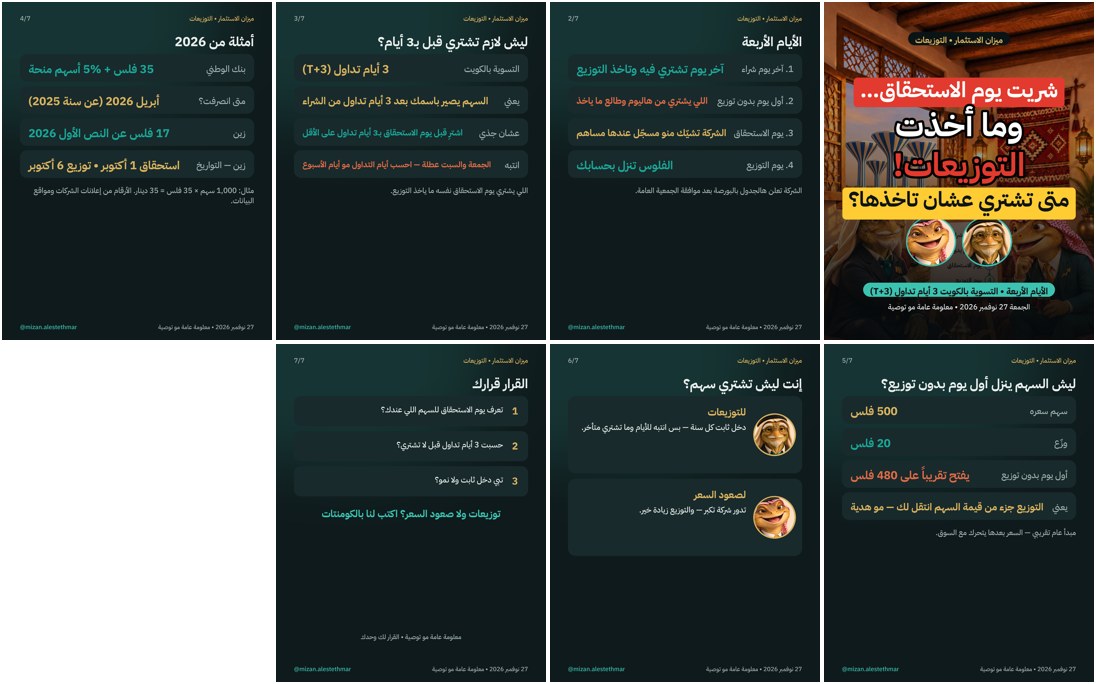 ميزان الاستثمار • التوزيعات
شريت يوم الاستحقاق...
وما أخذت
التوزيعات!
متى تشتري عشان تاخذها؟
الأيام الأربعة • التسوية بالكويت 3 أيام تداول (T+3)
الجمعة 27 نوفمبر 2026 • معلومة عامة مو توصية
ميزان الاستثمار • التوزيعات
2/7
الأيام الأربعة
1. آخر يوم شراء
آخر يوم تشتري فيه وتاخذ التوزيع
2. أول يوم بدون توزيع
اللي يشتري من هاليوم وطالع ما ياخذ
3. يوم الاستحقاق
الشركة تشيّك منو مسجّل عندها مساهم
4. يوم التوزيع
الفلوس تنزل بحسابك
الشركة تعلن هالجدول بالبورصة بعد موافقة الجمعية العامة.
27 نوفمبر 2026 • معلومة عامة مو توصية
@mizan.alestethmar
ميزان الاستثمار • التوزيعات
3/7
ليش لازم تشتري قبل بـ3 أيام؟
التسوية بالكويت
3 أيام تداول (T+3)
يعني
السهم يصير باسمك بعد 3 أيام تداول من الشراء
عشان جذي
اشترِ قبل يوم الاستحقاق بـ3 أيام تداول على الأقل
انتبه
الجمعة والسبت عطلة — احسب أيام التداول مو أيام الأسبوع
اللي يشتري يوم الاستحقاق نفسه ما ياخذ التوزيع.
27 نوفمبر 2026 • معلومة عامة مو توصية
@mizan.alestethmar
ميزان الاستثمار • التوزيعات
4/7
أمثلة من 2026
بنك الوطني
35 فلس + 5% أسهم منحة
متى انصرفت؟
أبريل 2026 (عن سنة 2025)
زين
17 فلس عن النص الأول 2026
زين — التواريخ
استحقاق 1 أكتوبر • توزيع 6 أكتوبر
مثال: 1,000 سهم × 35 فلس = 35 دينار. الأرقام من إعلانات الشركات ومواقع
البيانات.
27 نوفمبر 2026 • معلومة عامة مو توصية
@mizan.alestethmar
ميزان الاستثمار • التوزيعات
5/7
ليش السهم ينزل أول يوم بدون توزيع؟
سهم سعره
500 فلس
وزّع
20 فلس
أول يوم بدون توزيع
يفتح تقريباً على 480 فلس
يعني
التوزيع جزء من قيمة السهم انتقل لك — مو هدية
مبدأ عام تقريبي — السعر بعدها يتحرك مع السوق.
27 نوفمبر 2026 • معلومة عامة مو توصية
@mizan.alestethmar
ميزان الاستثمار • التوزيعات
6/7
إنت ليش تشتري سهم؟
للتوزيعات
دخل ثابت كل سنة — بس انتبه للأيام وما تشتري متأخر.
لصعود السعر
تدور شركة تكبر — والتوزيع زيادة خير.
27 نوفمبر 2026 • معلومة عامة مو توصية
@mizan.alestethmar
ميزان الاستثمار • التوزيعات
7/7
القرار قرارك
1 تعرف يوم الاستحقاق للسهم اللي عندك؟
2 حسبت 3 أيام تداول قبل لا تشتري؟
3 تبي دخل ثابت ولا نمو؟
توزيعات ولا صعود السعر؟ اكتب لنا بالكومنتات
معلومة عامة مو توصية • القرار لك وحدك
27 نوفمبر 2026 • معلومة عامة مو توصية
@mizan.alestethmar